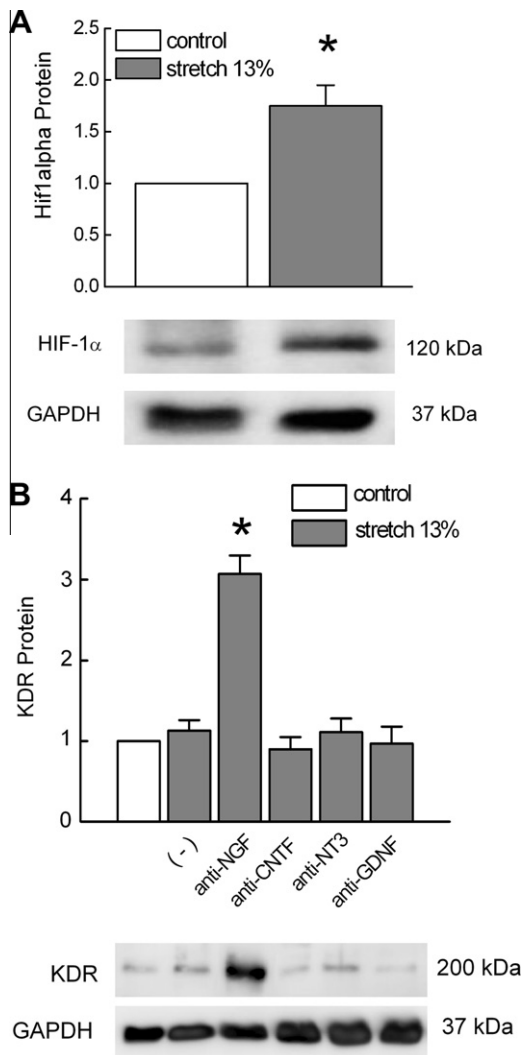 A
2.5
2.0
1.5
1.0
0.5
0.0
Hif1alpha Protein
control
stretch 13%
*
HIF-1α
120 kDa
GAPDH
37 kDa
B
4
3
2
1
0
KDR Protein
control
stretch 13%
*
(-)
anti-NGF
anti-CNTF
anti-NT3
anti-GDNF
KDR
200 kDa
GAPDH
37 kDa